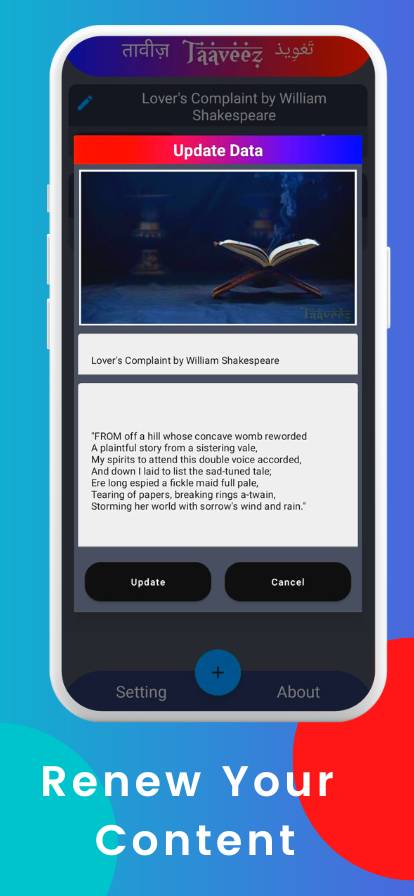 तावीज़ Taaveez تَعْوِيذ
Lover's Complaint by William
Shakespeare
Update Data
Taaveez
Lover's Complaint by William Shakespeare
"FROM off a hill whose concave womb reworded
A plaintful story from a sistering vale,
My spirits to attend this double voice accorded,
And down I laid to list the sad-tuned tale;
Ere long espied a fickle maid full pale,
Tearing of papers, breaking rings a-twain,
Storming her world with sorrow's wind and rain."
Update Cancel
+
Setting About
Renew Your
Content